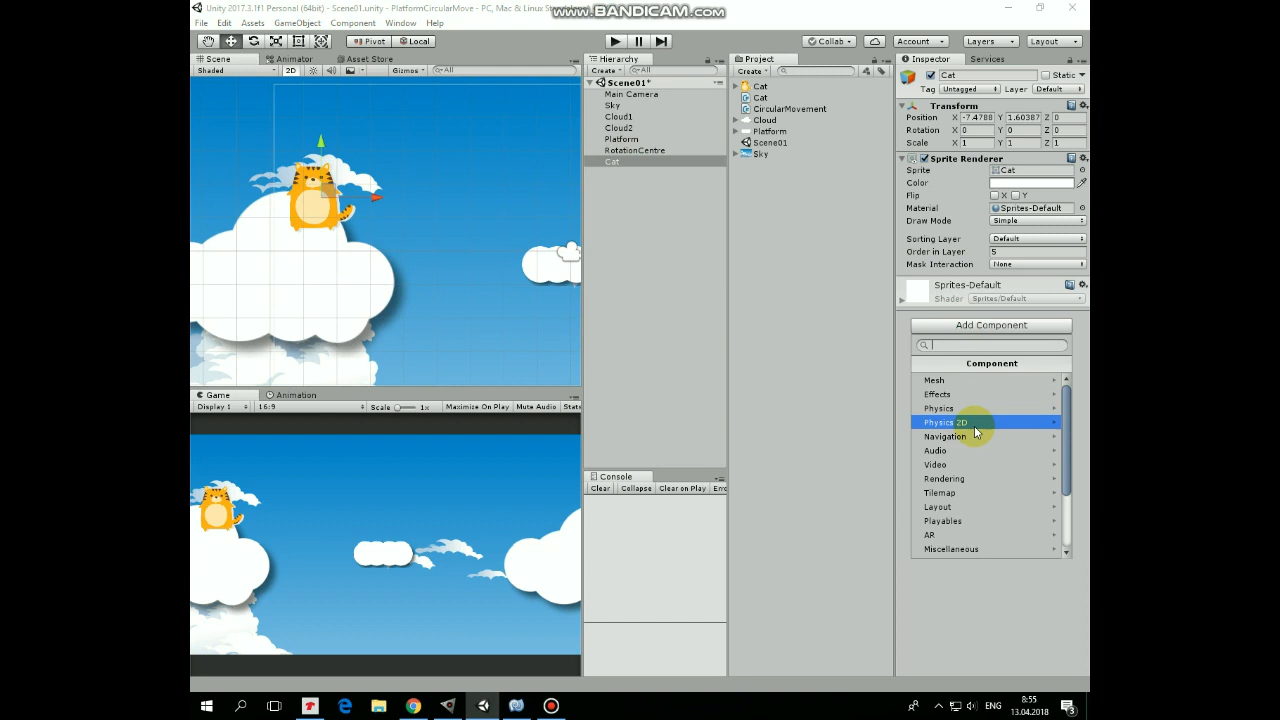 Unity 2017.3.1f1 Personal (64bit) - Scene01.unity - PlatformCircularMove - PC, Mac & Linux Standalone
www.BANDICAM.com
File Edit Assets GameObject Component Window Help
Pivot Local Collab Account Layers Layout
Scene Animator Asset Store
Shaded 2D Gizmos All
Hierarchy
Create All
Scene01*
Main Camera
Sky
Cloud1
Cloud2
Platform
RotationCentre
Cat
Project
Create
Cat
Cat
CircularMovement
Cloud
Platform
Scene01
Sky
Inspector Services
Cat Static
Tag Untagged Layer Default
Transform
Position X -7.4788 Y 1.60387 Z 0
Rotation X 0 Y 0 Z 0
Scale X 1 Y 1 Z 1
Sprite Renderer
Sprite Cat
Color
Flip X Y
Material Sprites-Default
Draw Mode Simple
Sorting Layer Default
Order in Layer 5
Mask Interaction None
Sprites-Default
Shader Sprites/Default
Add Component
Component
Mesh
Effects
Physics
Physics 2D
Navigation
Audio
Video
Rendering
Tilemap
Layout
Playables
AR
Miscellaneous
Game Animation
Display 1 16:9 Scale 1x Maximize On Play Mute Audio Stats
Console
Clear Collapse Clear on Play Erro
ENG
8:55
13.04.2018
3